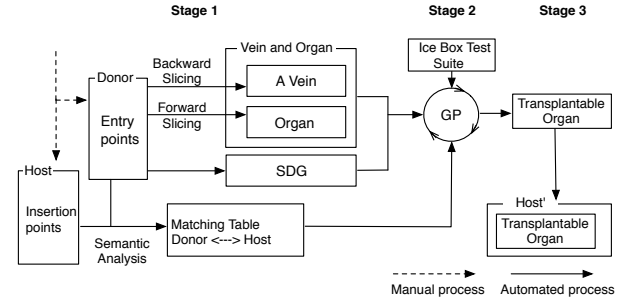 Stage 1
Stage 2
Stage 3
Backward
Slicing
Vein and Organ
A Vein
Ice Box Test
Suite
Donor
Entry
points
Forward
Slicing
Organ
GP
Transplantable
Organ
SDG
Host
Insertion
points
Semantic
Analysis
Matching Table
Donor <---> Host
Host'
Transplantable
Organ
Manual process
Automated process